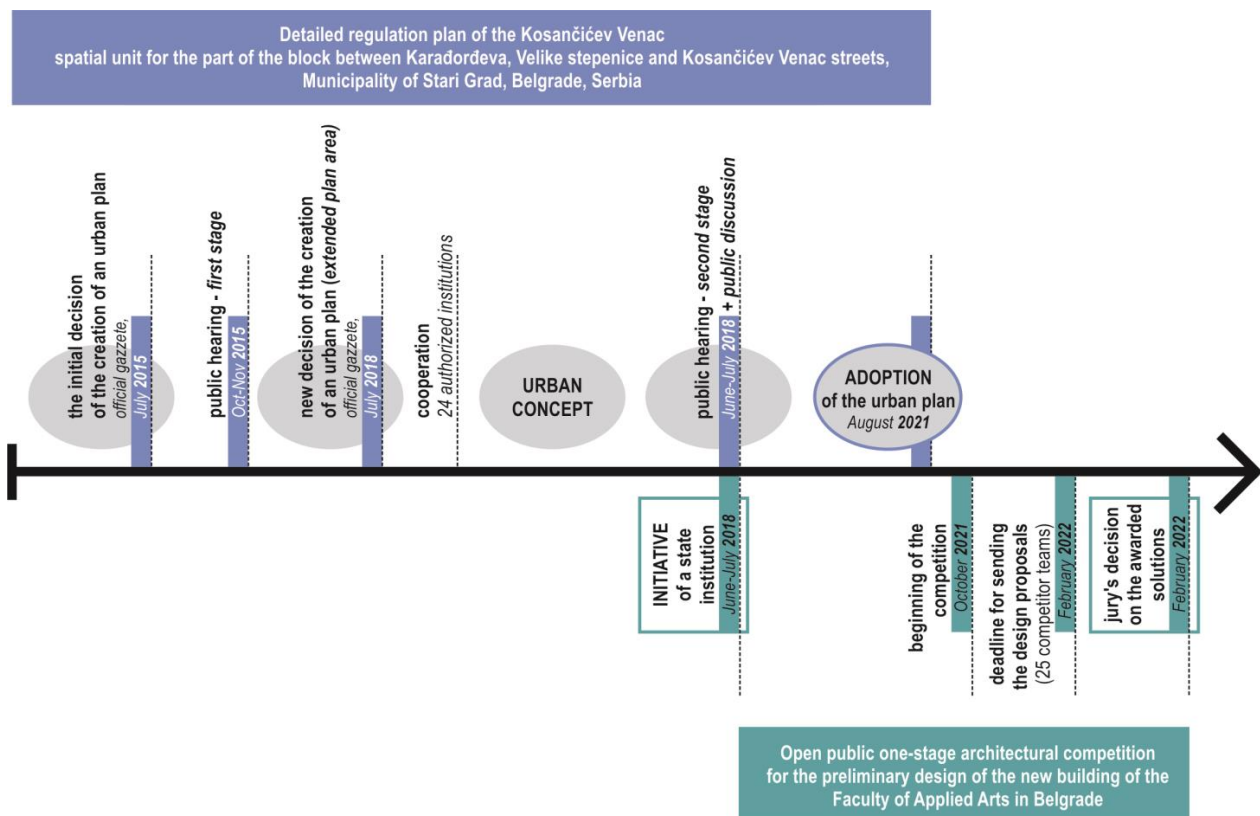 Detailed regulation plan of the Kosančićev Venac
spatial unit for the part of the block between Karađorđeva, Velike stepenice and Kosančićev Venac streets,
Municipality of Stari Grad, Belgrade, Serbia
the initial decision
of the creation of an urban plan
official gazzete,
July 2015
public hearing - first stage
Oct-Nov 2015
new decision of the creation
of an urban plan (extended plan area)
official gazzete,
July 2018
cooperation
24 authorized institutions
URBAN
CONCEPT
public hearing - second stage
June-July 2018 + public discussion
ADOPTION
of the urban plan
August 2021
INITIATIVE
of a state
institution
June-July 2018
beginning of the
competition
October 2021
deadline for sending
the design proposals
(25 competitor teams)
February 2022
jury's decision
on the awarded
solutions
February 2022
Open public one-stage architectural competition
for the preliminary design of the new building of the
Faculty of Applied Arts in Belgrade